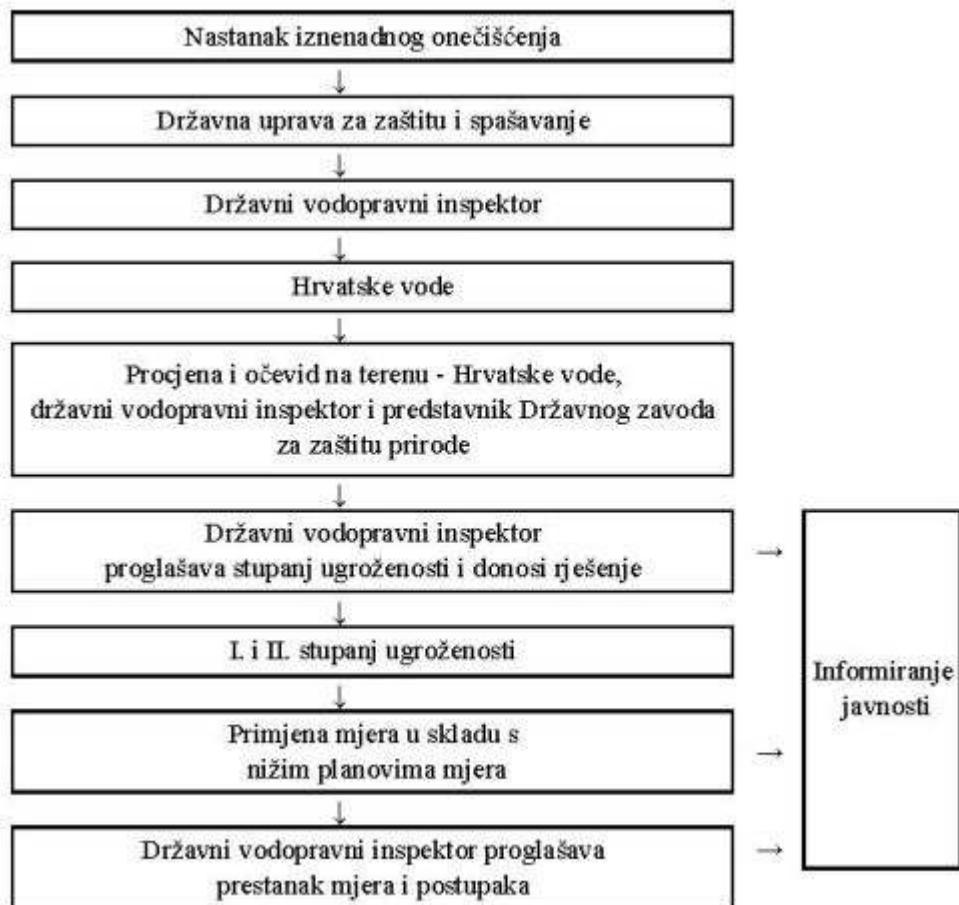 Nastanak iznenadnog onečišćenja
↓
Državna uprava za zaštitu i spašavanje
↓
Državni vodopravni inspektor
↓
Hrvatske vode
↓
Procjena i očevid na terenu - Hrvatske vode,
državni vodopravni inspektor i predstavnik Državnog zavoda
za zaštitu prirode
↓
Državni vodopravni inspektor
proglašava stupanj ugroženosti i donosi rješenje
→
↓
I. i II. stupanj ugroženosti
↓
Primjena mjera u skladu s
nižim planovima mjera
→
↓
Državni vodopravni inspektor proglašava
prestanak mjera i postupaka
→
Informiranje
javnosti